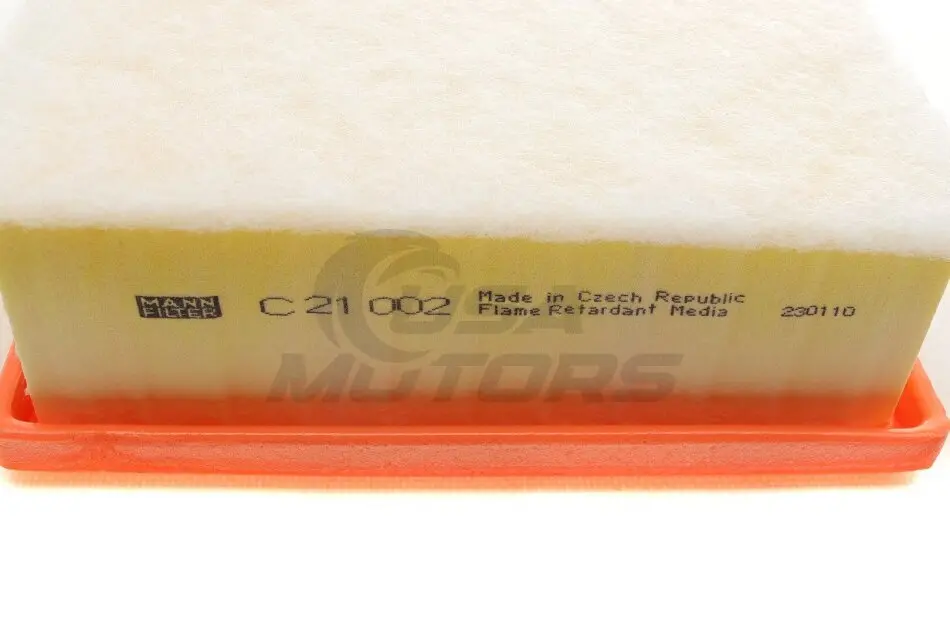 MANN
FILTER
C 21 002
Made in Czech Republic
Flame Retardant Media
230110
USA
MOTORS